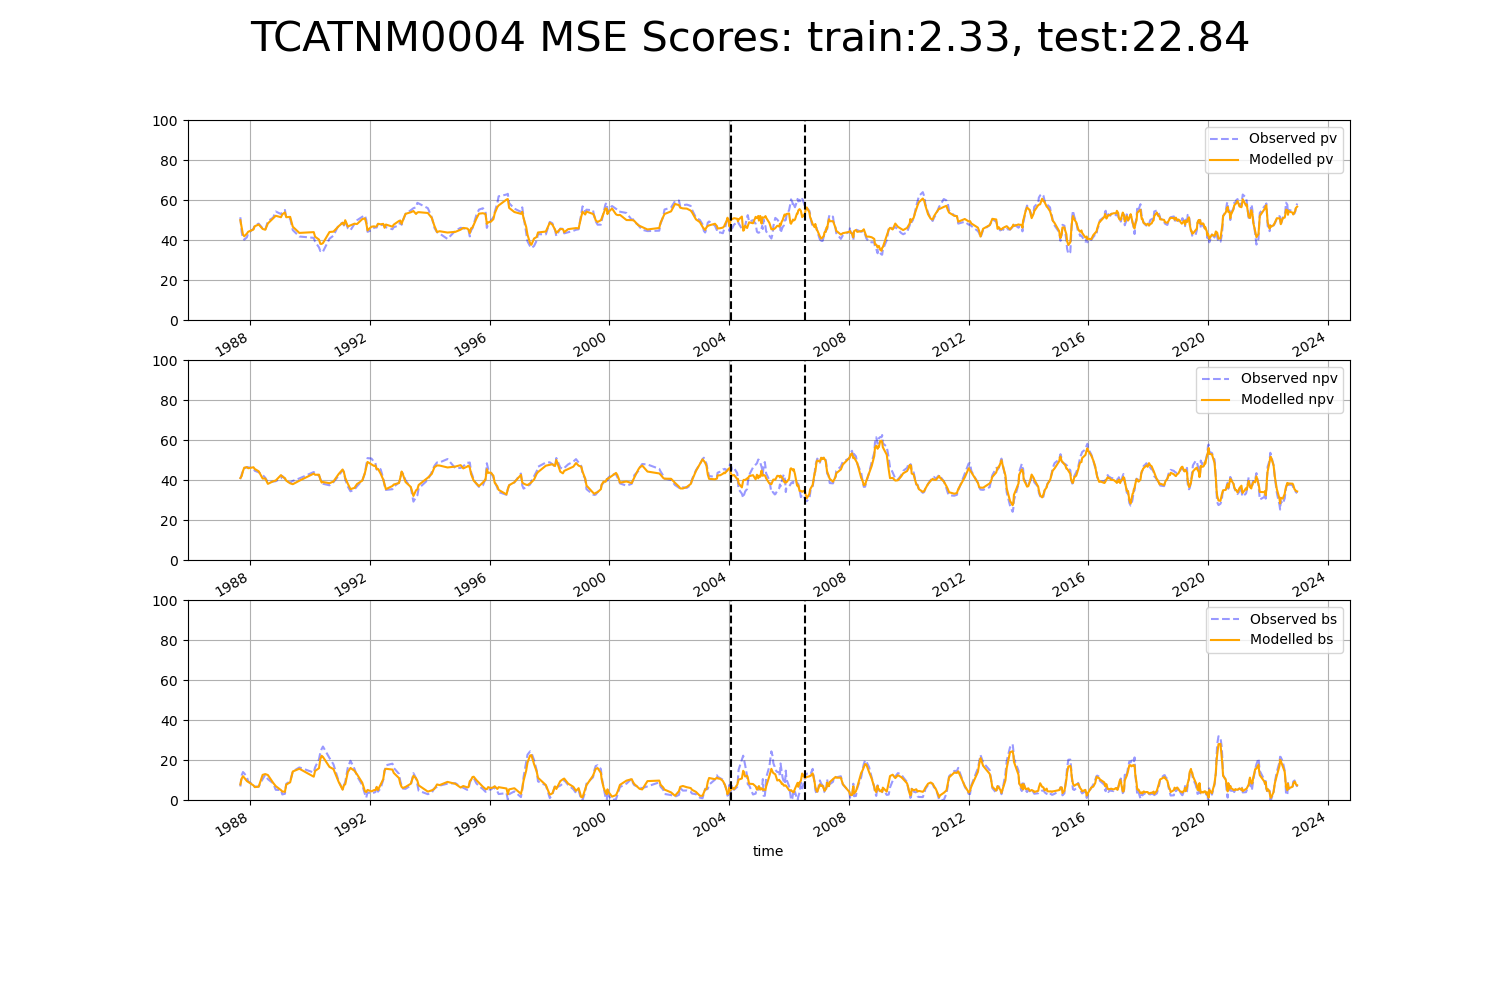 TCATNM0004 MSE Scores: train:2.33, test:22.84
100
80
60
40
20
0
Observed pv
Modelled pv
1988 1992 1996 2000 2004 2008 2012 2016 2020 2024
100
80
60
40
20
0
Observed npv
Modelled npv
1988 1992 1996 2000 2004 2008 2012 2016 2020 2024
100
80
60
40
20
0
Observed bs
Modelled bs
1988 1992 1996 2000 2004 2008 2012 2016 2020 2024
time